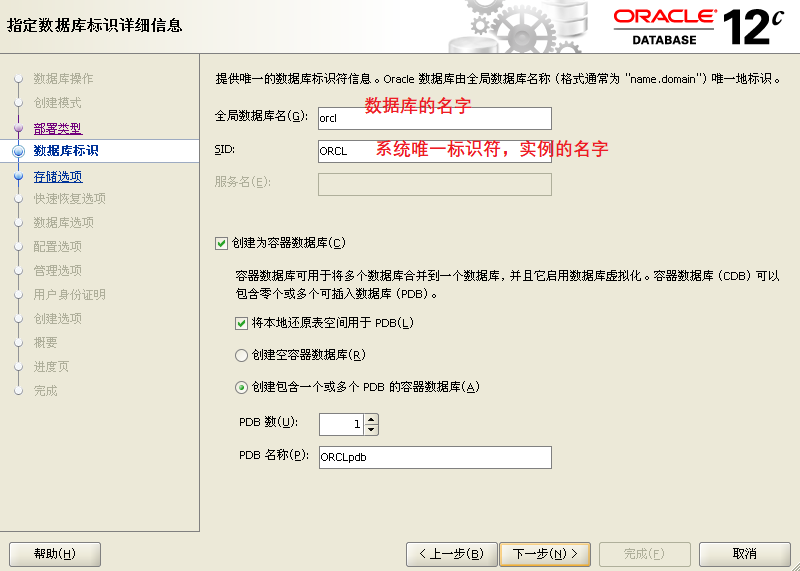 指定数据库标识详细信息
ORACLE
DATABASE
12c
数据库操作
创建模式
部署类型
数据库标识
存储选项
快速恢复选项
数据库选项
配置选项
管理选项
用户身份证明
创建选项
概要
进度页
完成
提供唯一的数据库标识符信息。Oracle 数据库由全局数据库名称 (格式通常为 "name.domain") 唯一地标识。
数据库的名字
全局数据库名(G): orcl
SID: ORCL 系统唯一标识符，实例的名字
服务名(E):
创建为容器数据库(C)
容器数据库可用于将多个数据库合并到一个数据库, 并且它启用数据库虚拟化。容器数据库 (CDB) 可以
包含零个或多个可插入数据库 (PDB)。
将本地还原表空间用于 PDB(L)
创建空容器数据库(R)
创建包含一个或多个 PDB 的容器数据库(A)
PDB 数(U): 1
PDB 名称(P): ORCLpdb
帮助(H)
< 上一步(B)
下一步(N) >
完成(F)
取消